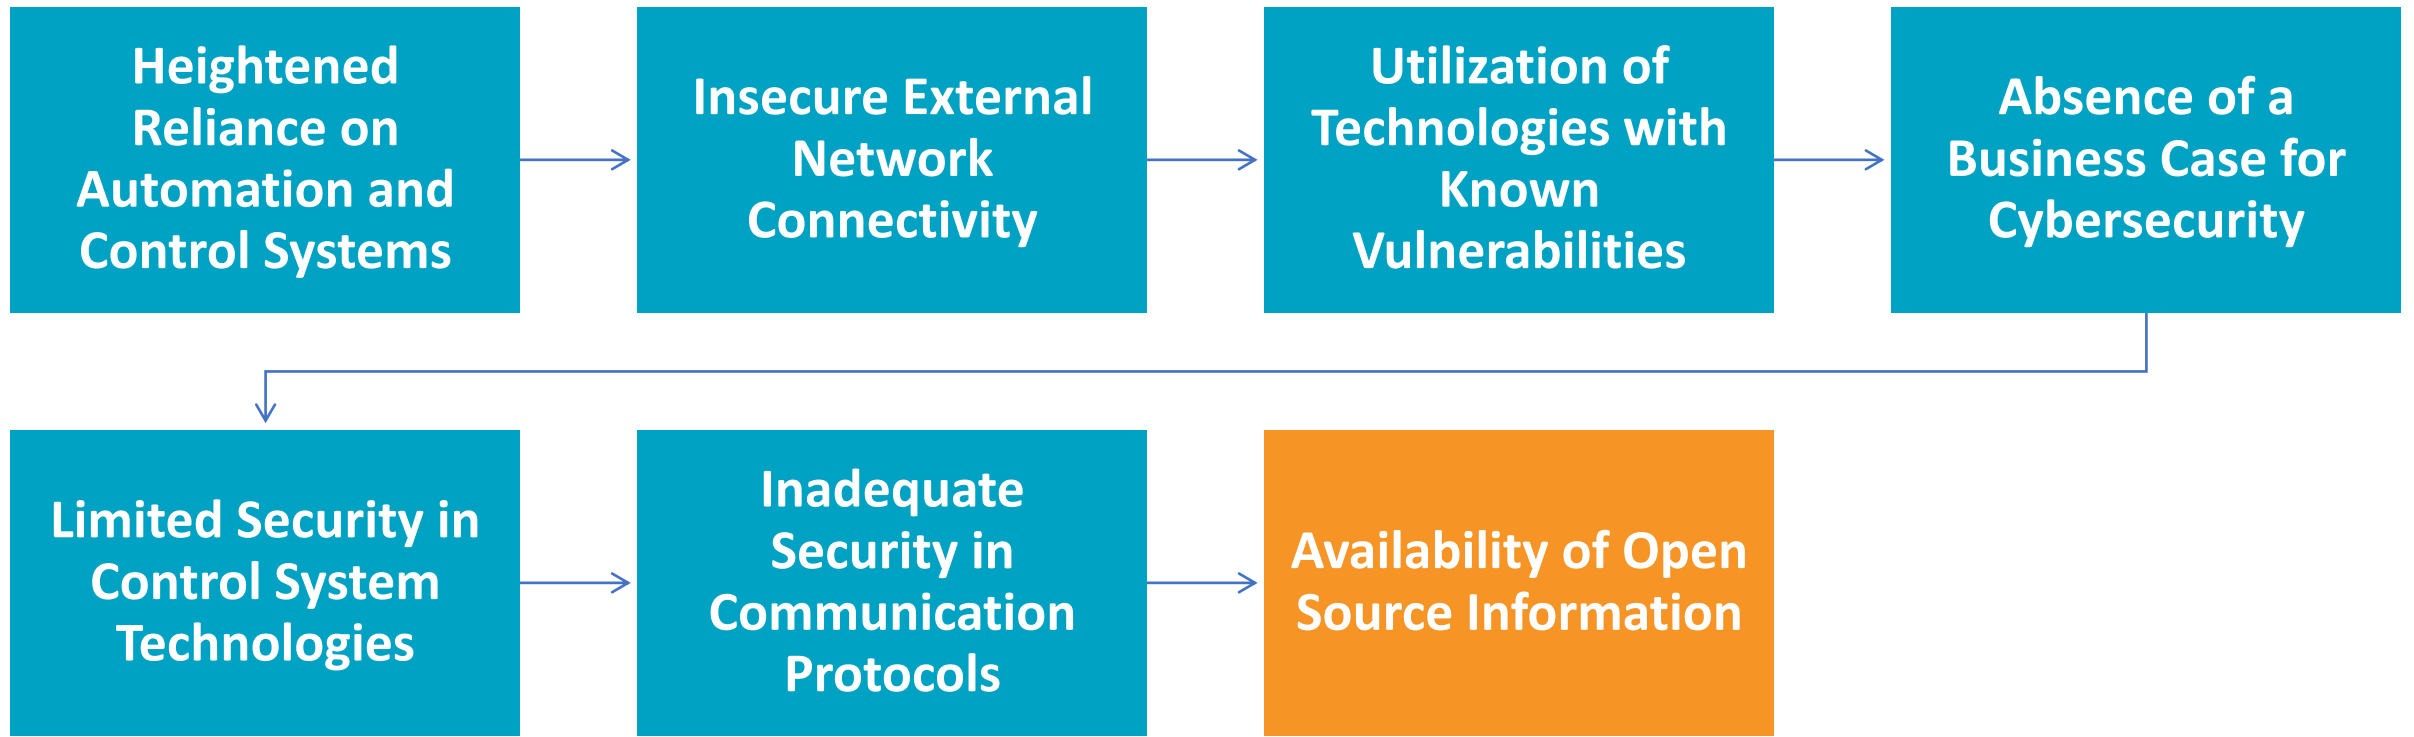 Heightened
Reliance on
Automation and
Control Systems
Insecure External
Network
Connectivity
Utilization of
Technologies with
Known
Vulnerabilities
Absence of a
Business Case for
Cybersecurity
Limited Security in
Control System
Technologies
Inadequate
Security in
Communication
Protocols
Availability of Open
Source Information